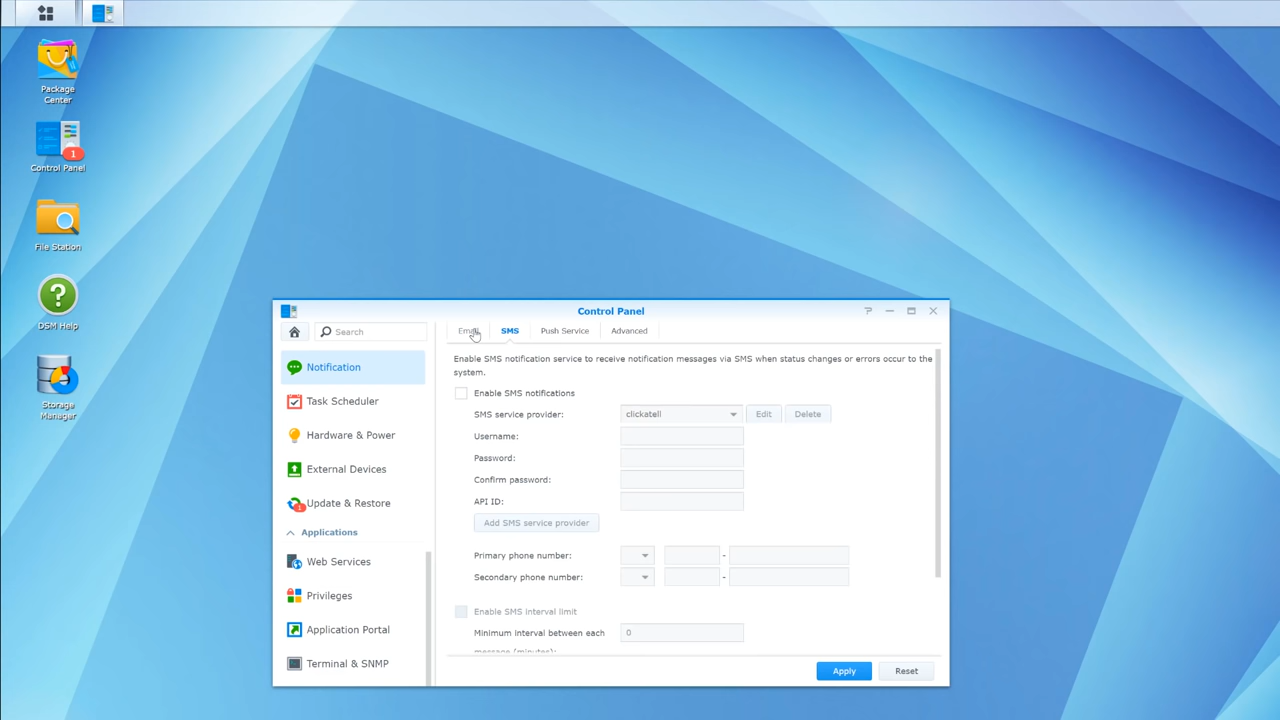 Package
Center
1
Control Panel
File Station
?
DSM Help
Storage
Manager
Control Panel
?
Search
Email
SMS
Push Service
Advanced
Notification
Task Scheduler
Hardware & Power
External Devices
1
Update & Restore
Applications
Web Services
Privileges
Application Portal
Terminal & SNMP
Enable SMS notification service to receive notification messages via SMS when status changes or errors occur to the
system.
Enable SMS notifications
SMS service provider:
clickatell
Edit
Delete
Username:
Password:
Confirm password:
API ID:
Add SMS service provider
Primary phone number:
-
Secondary phone number:
-
Enable SMS interval limit
Minimum interval between each
0
message (minutes):
Apply
Reset